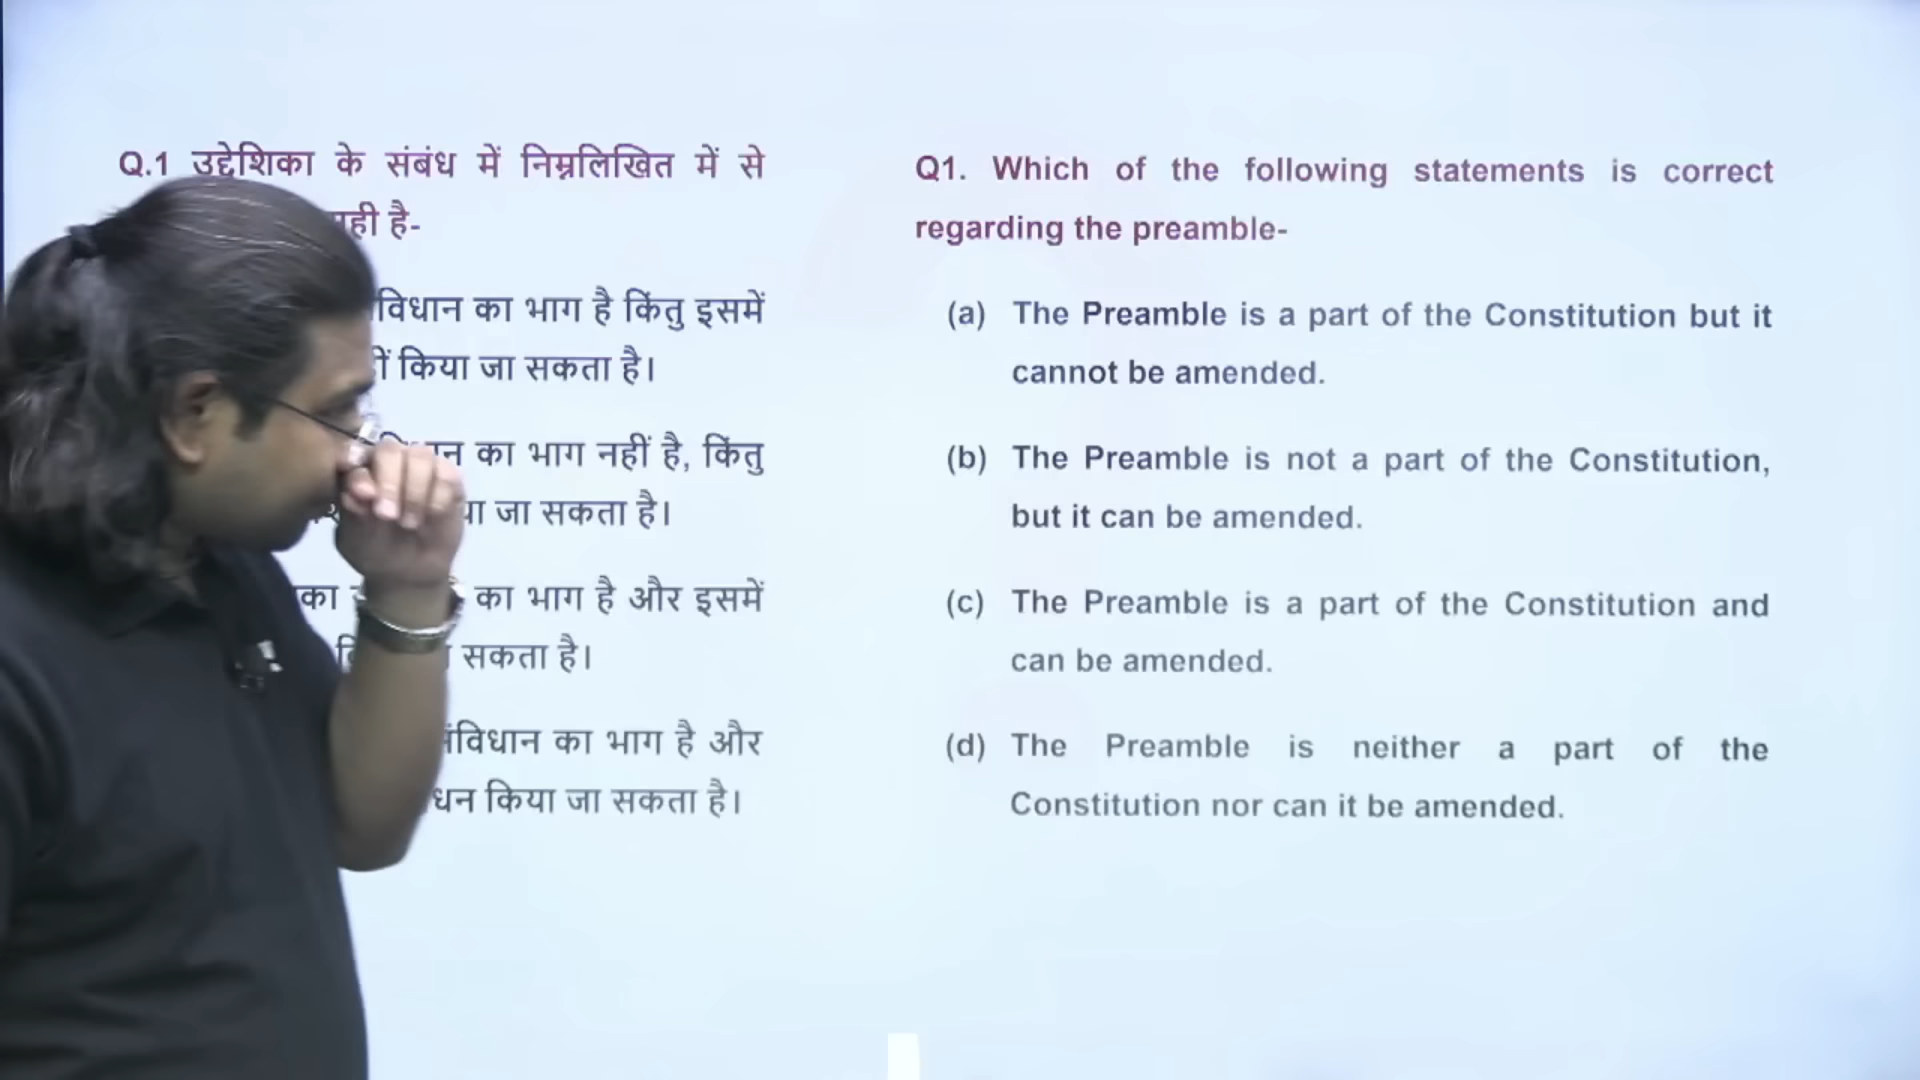 Q.1 उद्देशिका के संबंध में निम्नलिखित में से
है-
विधान का भाग है किंतु इसमें
किया जा सकता है।
का भाग नहीं है, किंतु
जा सकता है।
का भाग है और इसमें
सकता है।
का भाग है और
किया जा सकता है।
Q1. Which of the following statements is correct
regarding the preamble-
(a) The Preamble is a part of the Constitution but it
cannot be amended.
(b) The Preamble is not a part of the Constitution,
but it can be amended.
(c) The Preamble is a part of the Constitution and
can be amended.
(d) The Preamble is neither a part of the
Constitution nor can it be amended.